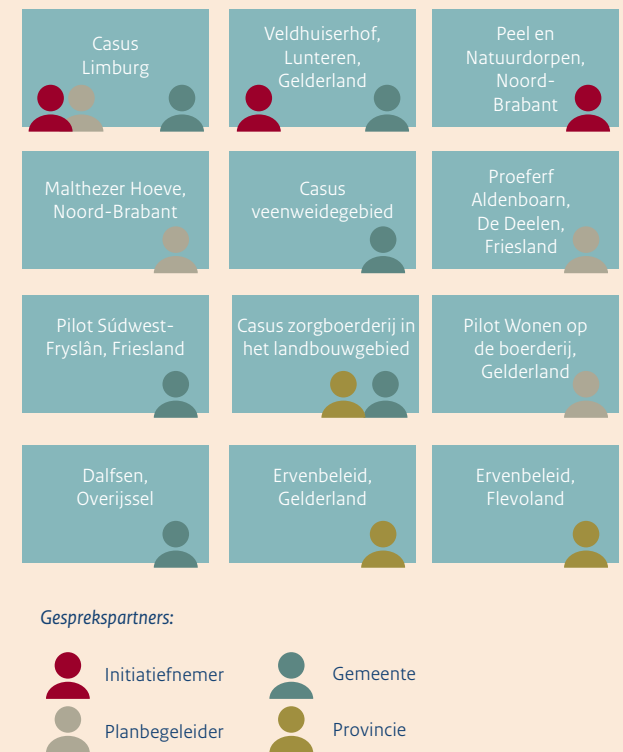 Casus
Limburg
Veldhuiserhof,
Lunteren,
Gelderland
Peel en
Natuurdorpen,
Noord-
Brabant
Malthezer Hoeve,
Noord-Brabant
Casus
veenweidegebied
Proeferf
Aldenboarn,
De Deelen,
Friesland
Pilot Súdwest-
Fryslân, Friesland
Casus zorgboerderij in
het landbouwgebied
Pilot Wonen op
de boerderij,
Gelderland
Dalfsen,
Overijssel
Ervenbeleid,
Gelderland
Ervenbeleid,
Flevoland
Gesprekspartners:
Initiatiefnemer
Gemeente
Planbegeleider
Provincie